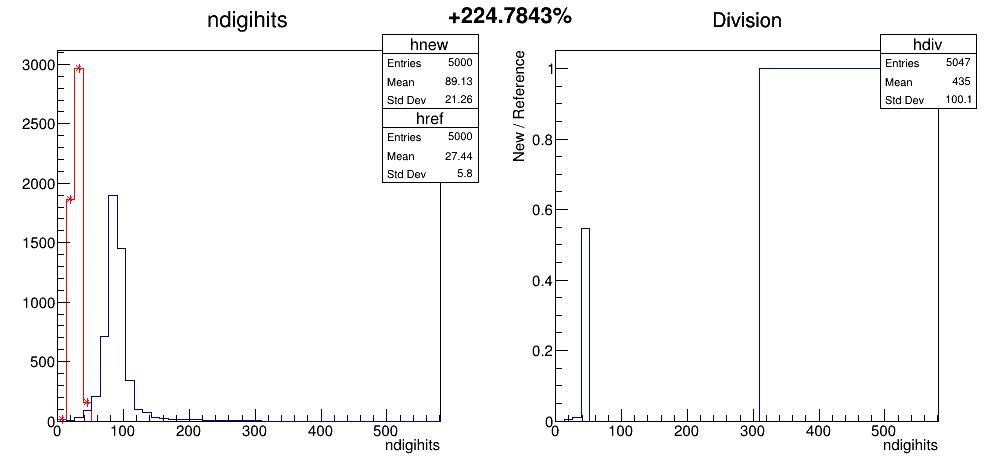 +224.7843%
ndigihits
hnew
Entries 5000
Mean 89.13
Std Dev 21.26
href
Entries 5000
Mean 27.44
Std Dev 5.8
3000
2500
2000
1500
1000
500
0
0 100 200 300 400 500
ndigihits
Division
hdiv
Entries 5047
Mean 435
Std Dev 100.1
New / Reference
1
0.8
0.6
0.4
0.2
0
0 100 200 300 400 500
ndigihits